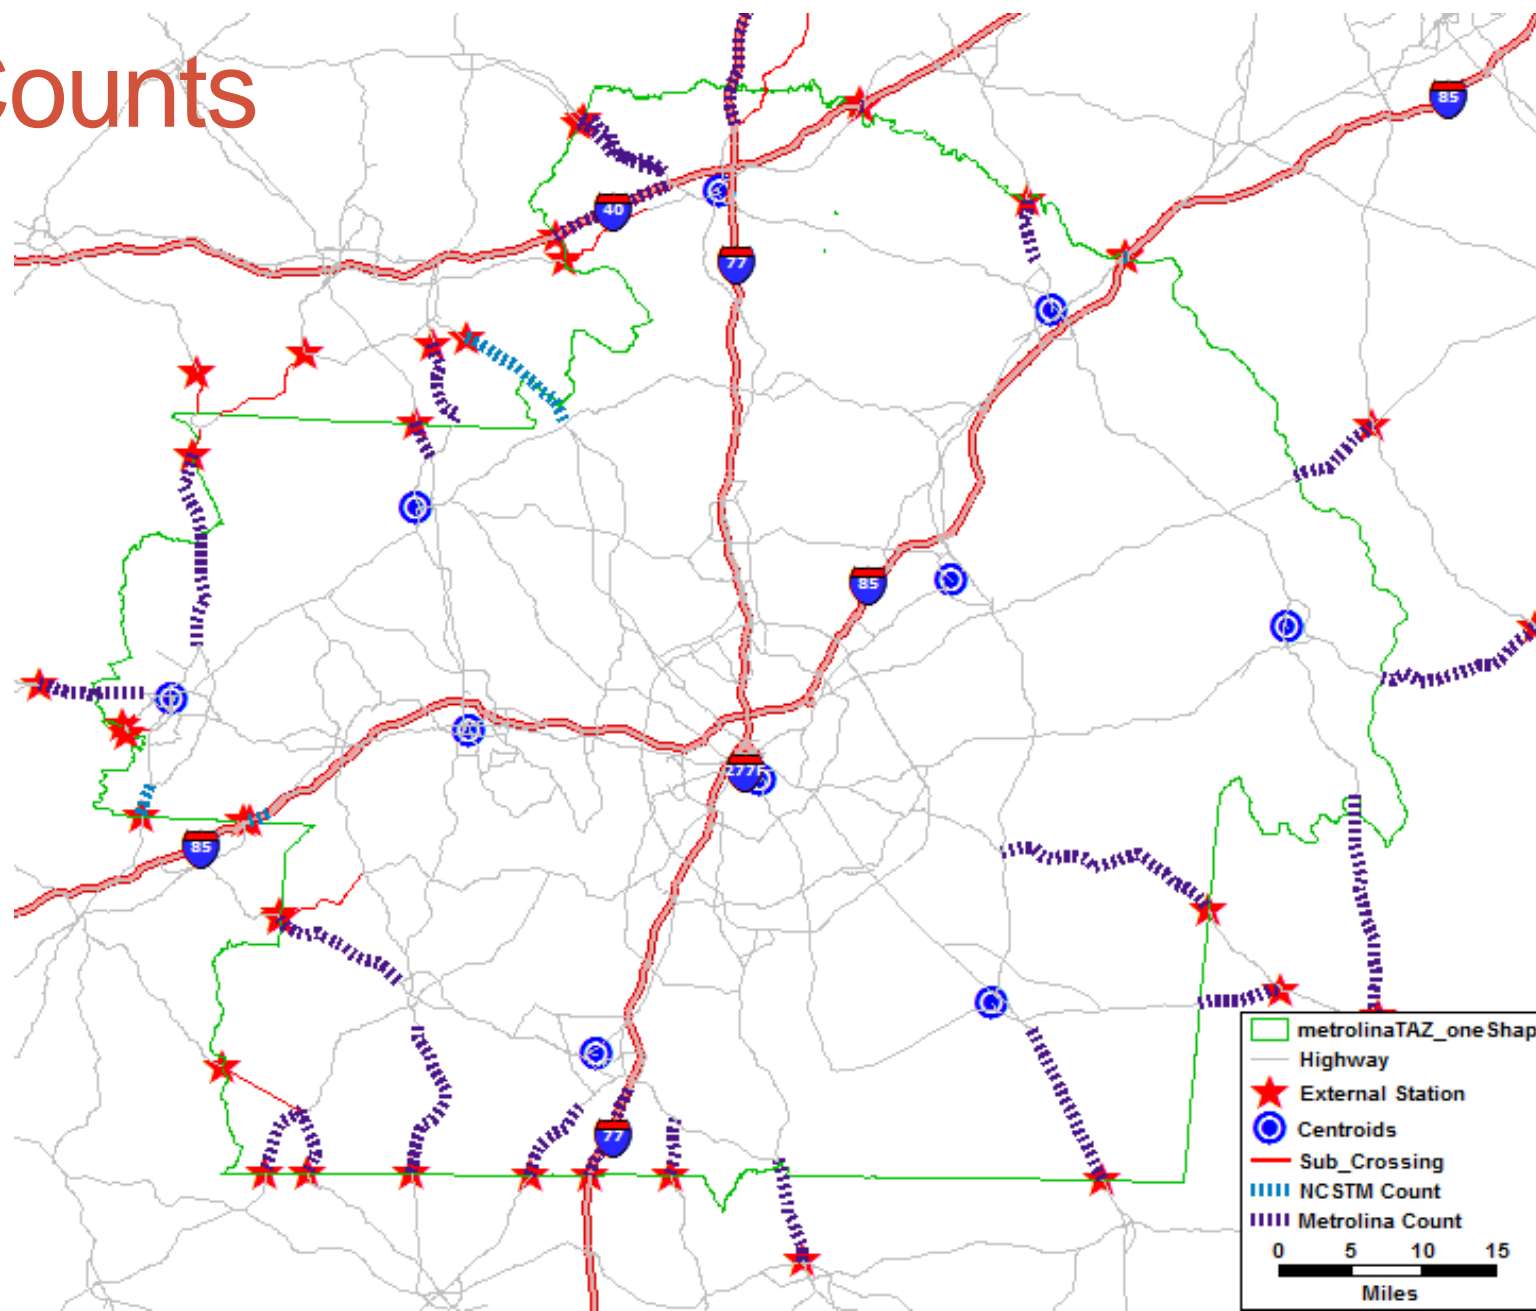 Counts
85
40
77
85
277
85
77
metrolinaTAZ_oneShap
Highway
External Station
Centroids
Sub_Crossing
NCSTM Count
Metrolina Count
0 5 10 15
Miles